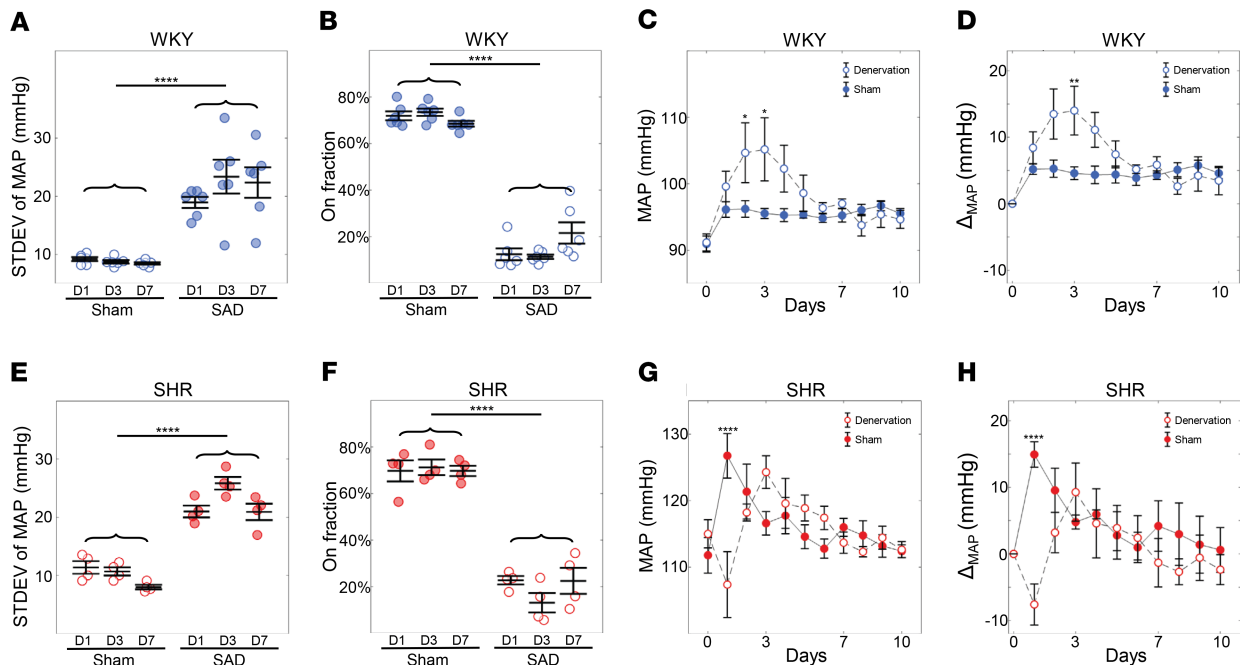 A
WKY
STDEV of MAP (mmHg)
30
20
10
****
D1 D3 D7 D1 D3 D7
Sham SAD
B
WKY
On fraction
80%
60%
40%
20%
****
D1 D3 D7 D1 D3 D7
Sham SAD
C
WKY
MAP (mmHg)
110
100
90
Denervation
Sham
* *
0 3 7 10
Days
D
WKY
ΔMAP (mmHg)
20
10
0
-10
Denervation
Sham
**
0 3 7 10
Days
E
SHR
STDEV of MAP (mmHg)
30
20
10
****
D1 D3 D7 D1 D3 D7
Sham SAD
F
SHR
On fraction
80%
60%
40%
20%
****
D1 D3 D7 D1 D3 D7
Sham SAD
G
SHR
MAP (mmHg)
130
120
110
Denervation
Sham
****
0 3 7 10
Days
H
SHR
ΔMAP (mmHg)
20
10
0
-10
Denervation
Sham
****
0 3 7 10
Days